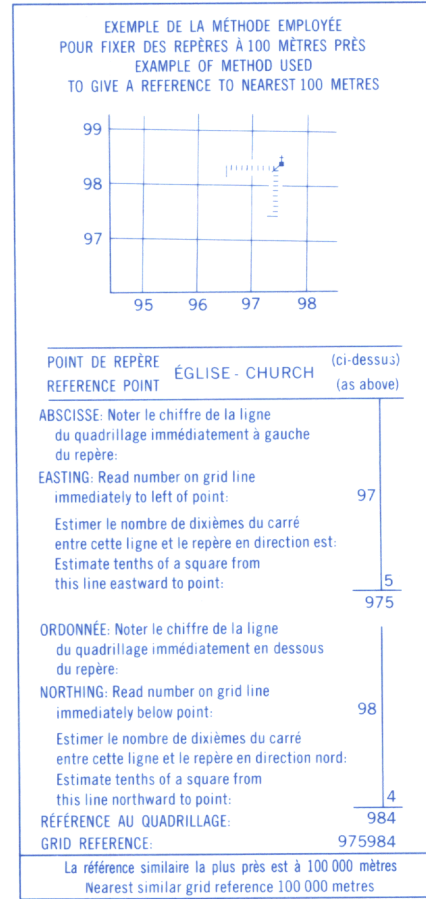 EXEMPLE DE LA MÉTHODE EMPLOYÉE
POUR FIXER DES REPÈRES À 100 MÈTRES PRÈS
EXAMPLE OF METHOD USED
TO GIVE A REFERENCE TO NEAREST 100 METRES
99
98
97
95 96 97 98
POINT DE REPÈRE ÉGLISE - CHURCH (ci-dessus)
REFERENCE POINT (as above)
ABSCISSE: Noter le chiffre de la ligne
du quadrillage immédiatement à gauche
du repère:
EASTING: Read number on grid line
immediately to left of point: 97
Estimer le nombre de dixièmes du carré
entre cette ligne et le repère en direction est:
Estimate tenths of a square from
this line eastward to point: 5
975
ORDONNÉE: Noter le chiffre de la ligne
du quadrillage immédiatement en dessous
du repère:
NORTHING: Read number on grid line
immediately below point: 98
Estimer le nombre de dixièmes du carré
entre cette ligne et le repère en direction nord:
Estimate tenths of a square from
this line northward to point: 4
RÉFÉRENCE AU QUADRILLAGE: 984
GRID REFERENCE: 975984
La référence similaire la plus près est à 100 000 mètres
Nearest similar grid reference 100 000 metres